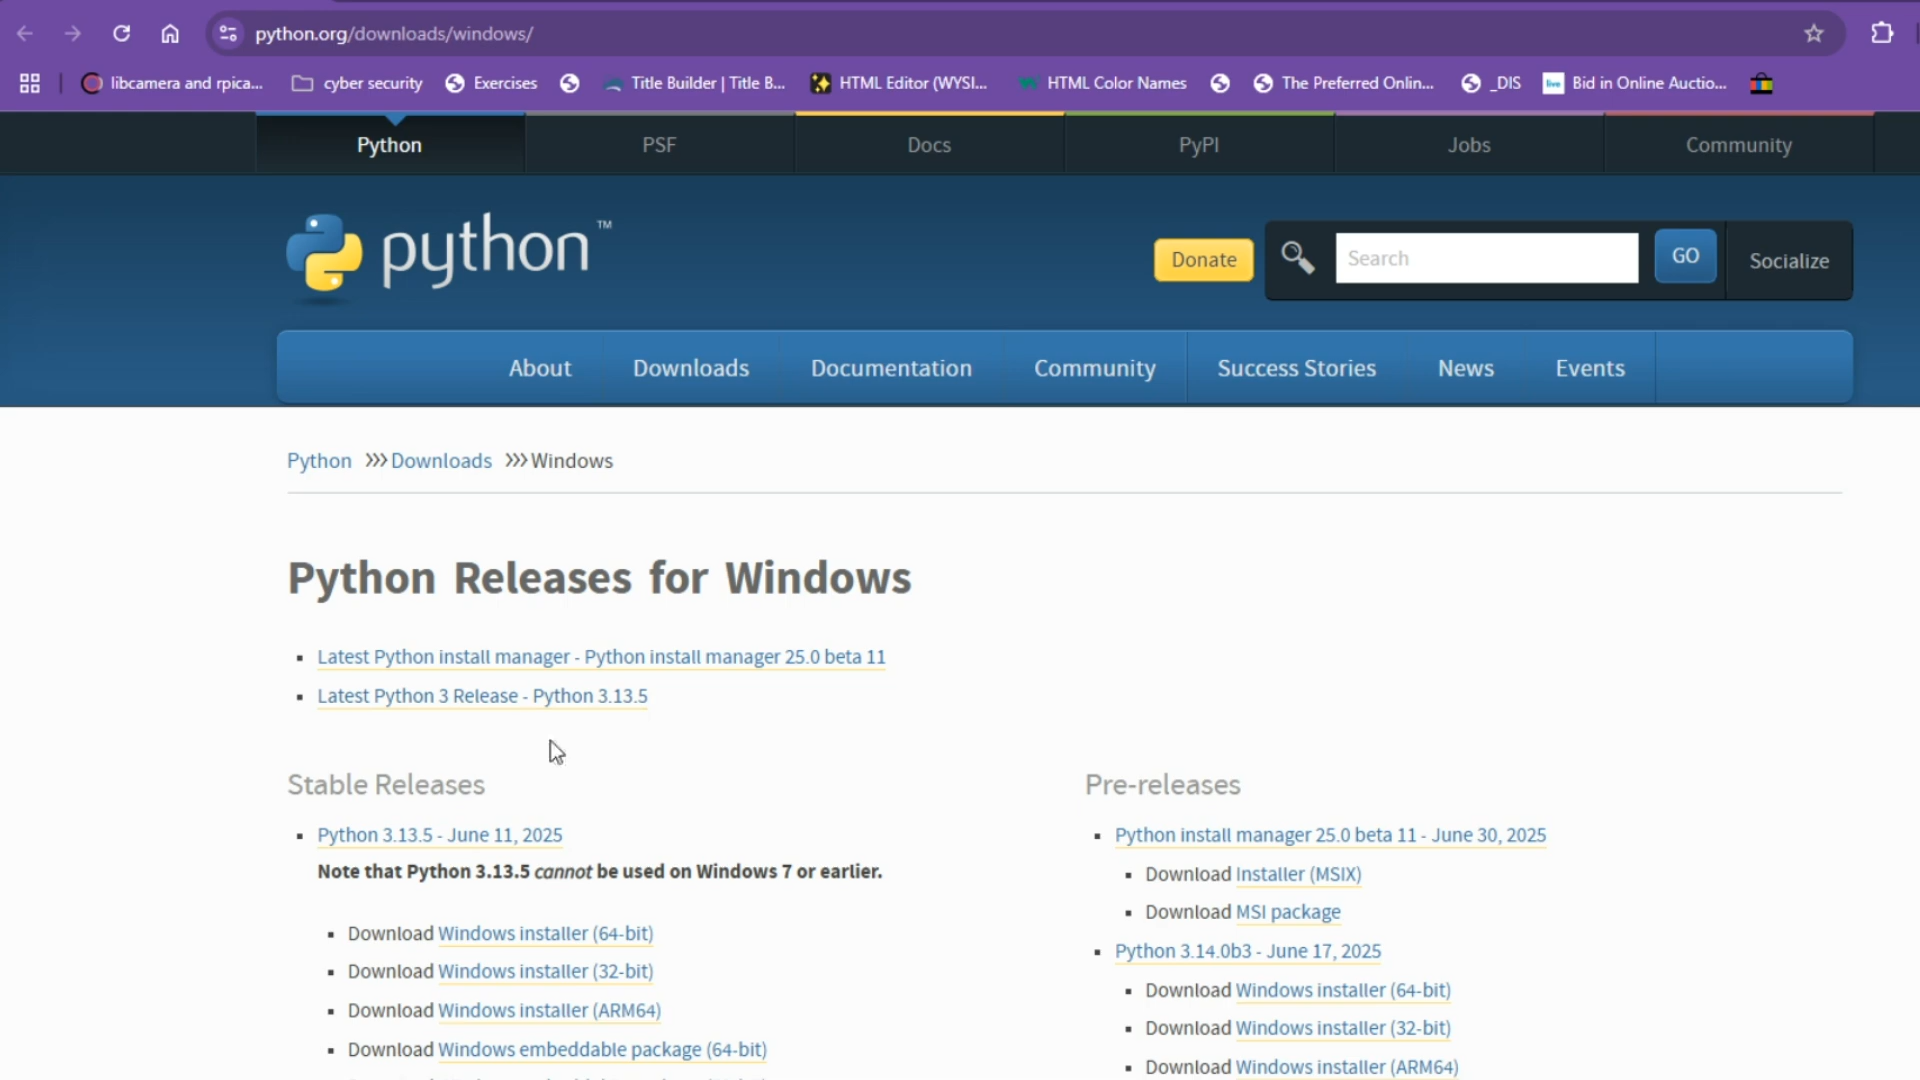 python.org/downloads/windows/
libcamera and rpica... cyber security Exercises Title Builder | Title B... HTML Editor (WYSI... HTML Color Names The Preferred Onlin... _DIS live Bid in Online Auctio...
Python PSF Docs PyPI Jobs Community
python™
Donate Search GO Socialize
About Downloads Documentation Community Success Stories News Events
Python >>> Downloads >>> Windows
Python Releases for Windows
Latest Python install manager - Python install manager 25.0 beta 11
Latest Python 3 Release - Python 3.13.5
Stable Releases
Python 3.13.5 - June 11, 2025
Note that Python 3.13.5 cannot be used on Windows 7 or earlier.
Download Windows installer (64-bit)
Download Windows installer (32-bit)
Download Windows installer (ARM64)
Download Windows embeddable package (64-bit)
Pre-releases
Python install manager 25.0 beta 11 - June 30, 2025
Download Installer (MSIX)
Download MSI package
Python 3.14.0b3 - June 17, 2025
Download Windows installer (64-bit)
Download Windows installer (32-bit)
Download Windows installer (ARM64)